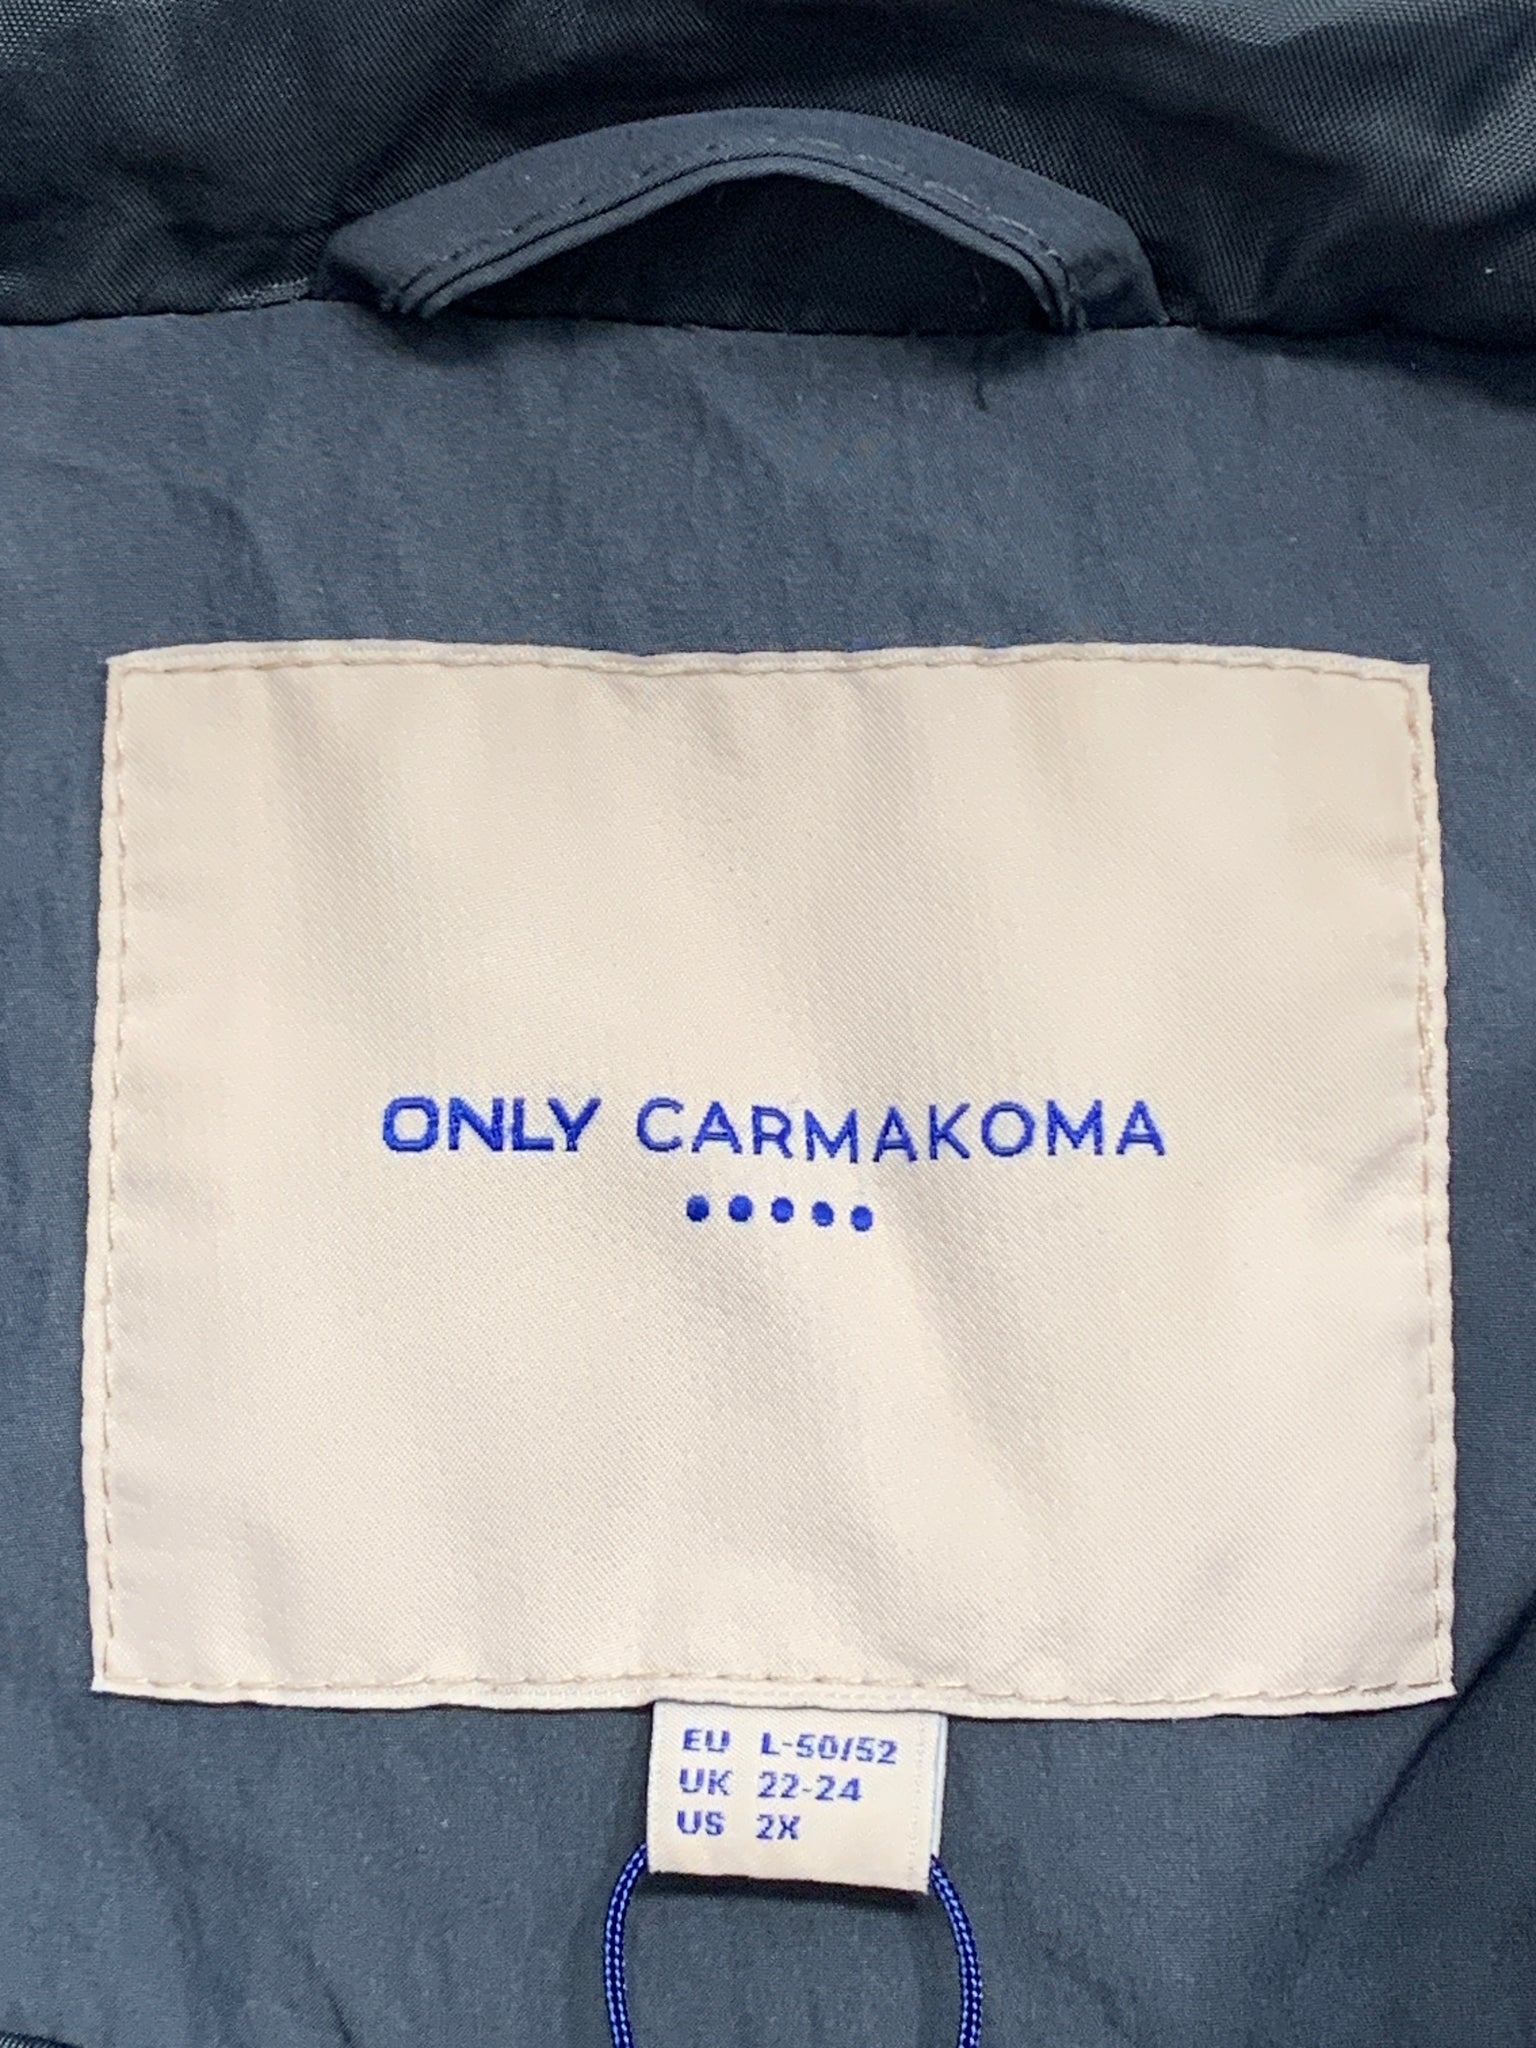 ONLY CARMAKOMA
EU L-50/52
UK 22-24
US 2X